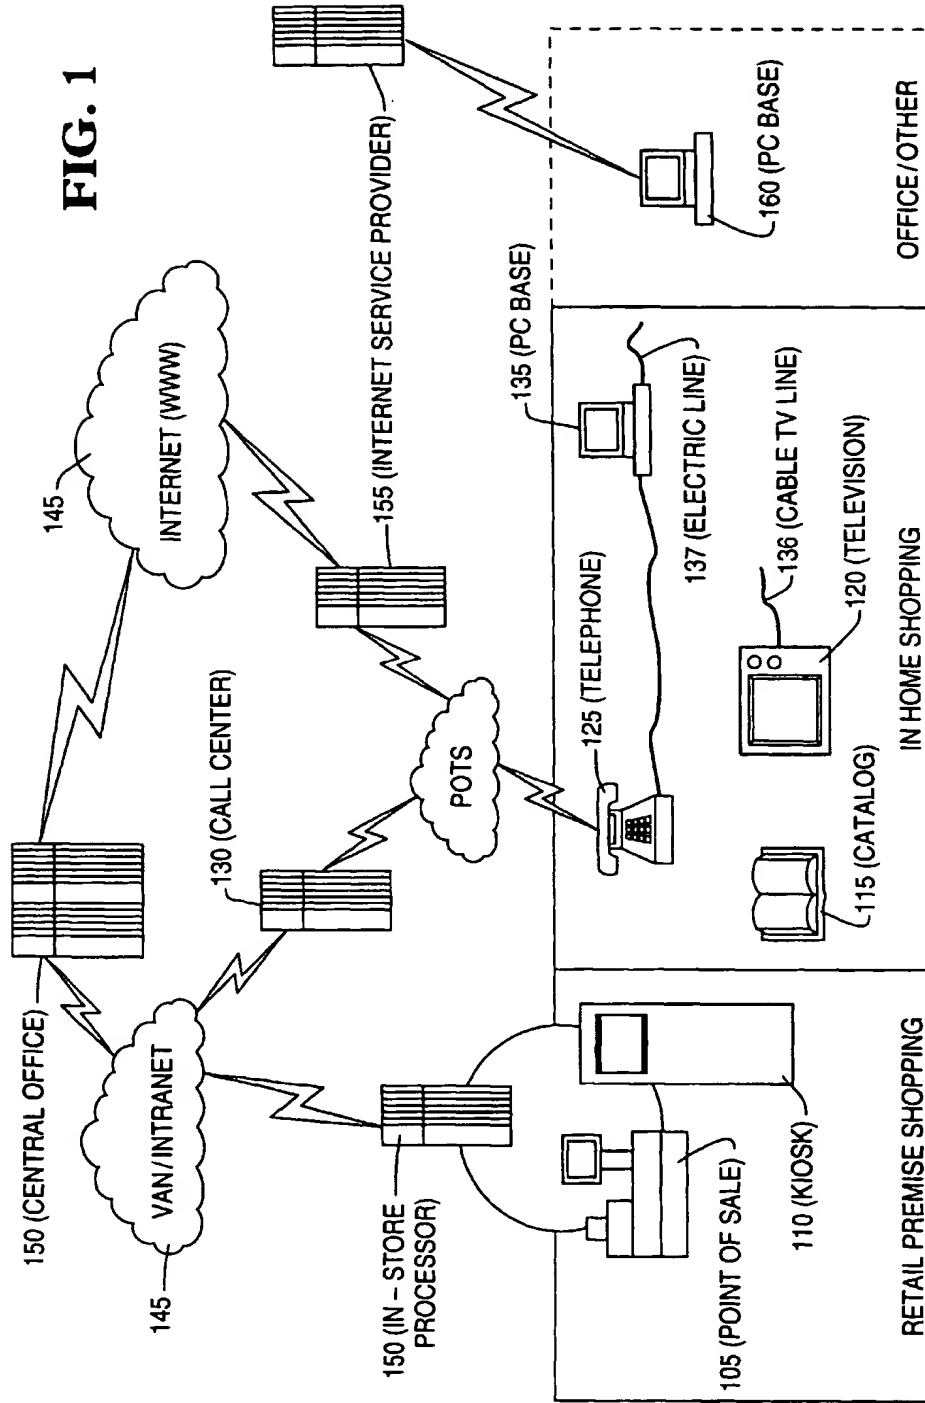 FIG. 1
150 (CENTRAL OFFICE)
145
INTERNET (WWW)
VAN/INTRANET
145
130 (CALL CENTER)
155 (INTERNET SERVICE PROVIDER)
150 (IN – STORE
PROCESSOR)
POTS
125 (TELEPHONE)
135 (PC BASE)
137 (ELECTRIC LINE)
160 (PC BASE)
136 (CABLE TV LINE)
120 (TELEVISION)
115 (CATALOG)
105 (POINT OF SALE)
110 (KIOSK)
RETAIL PREMISE SHOPPING
IN HOME SHOPPING
OFFICE/OTHER